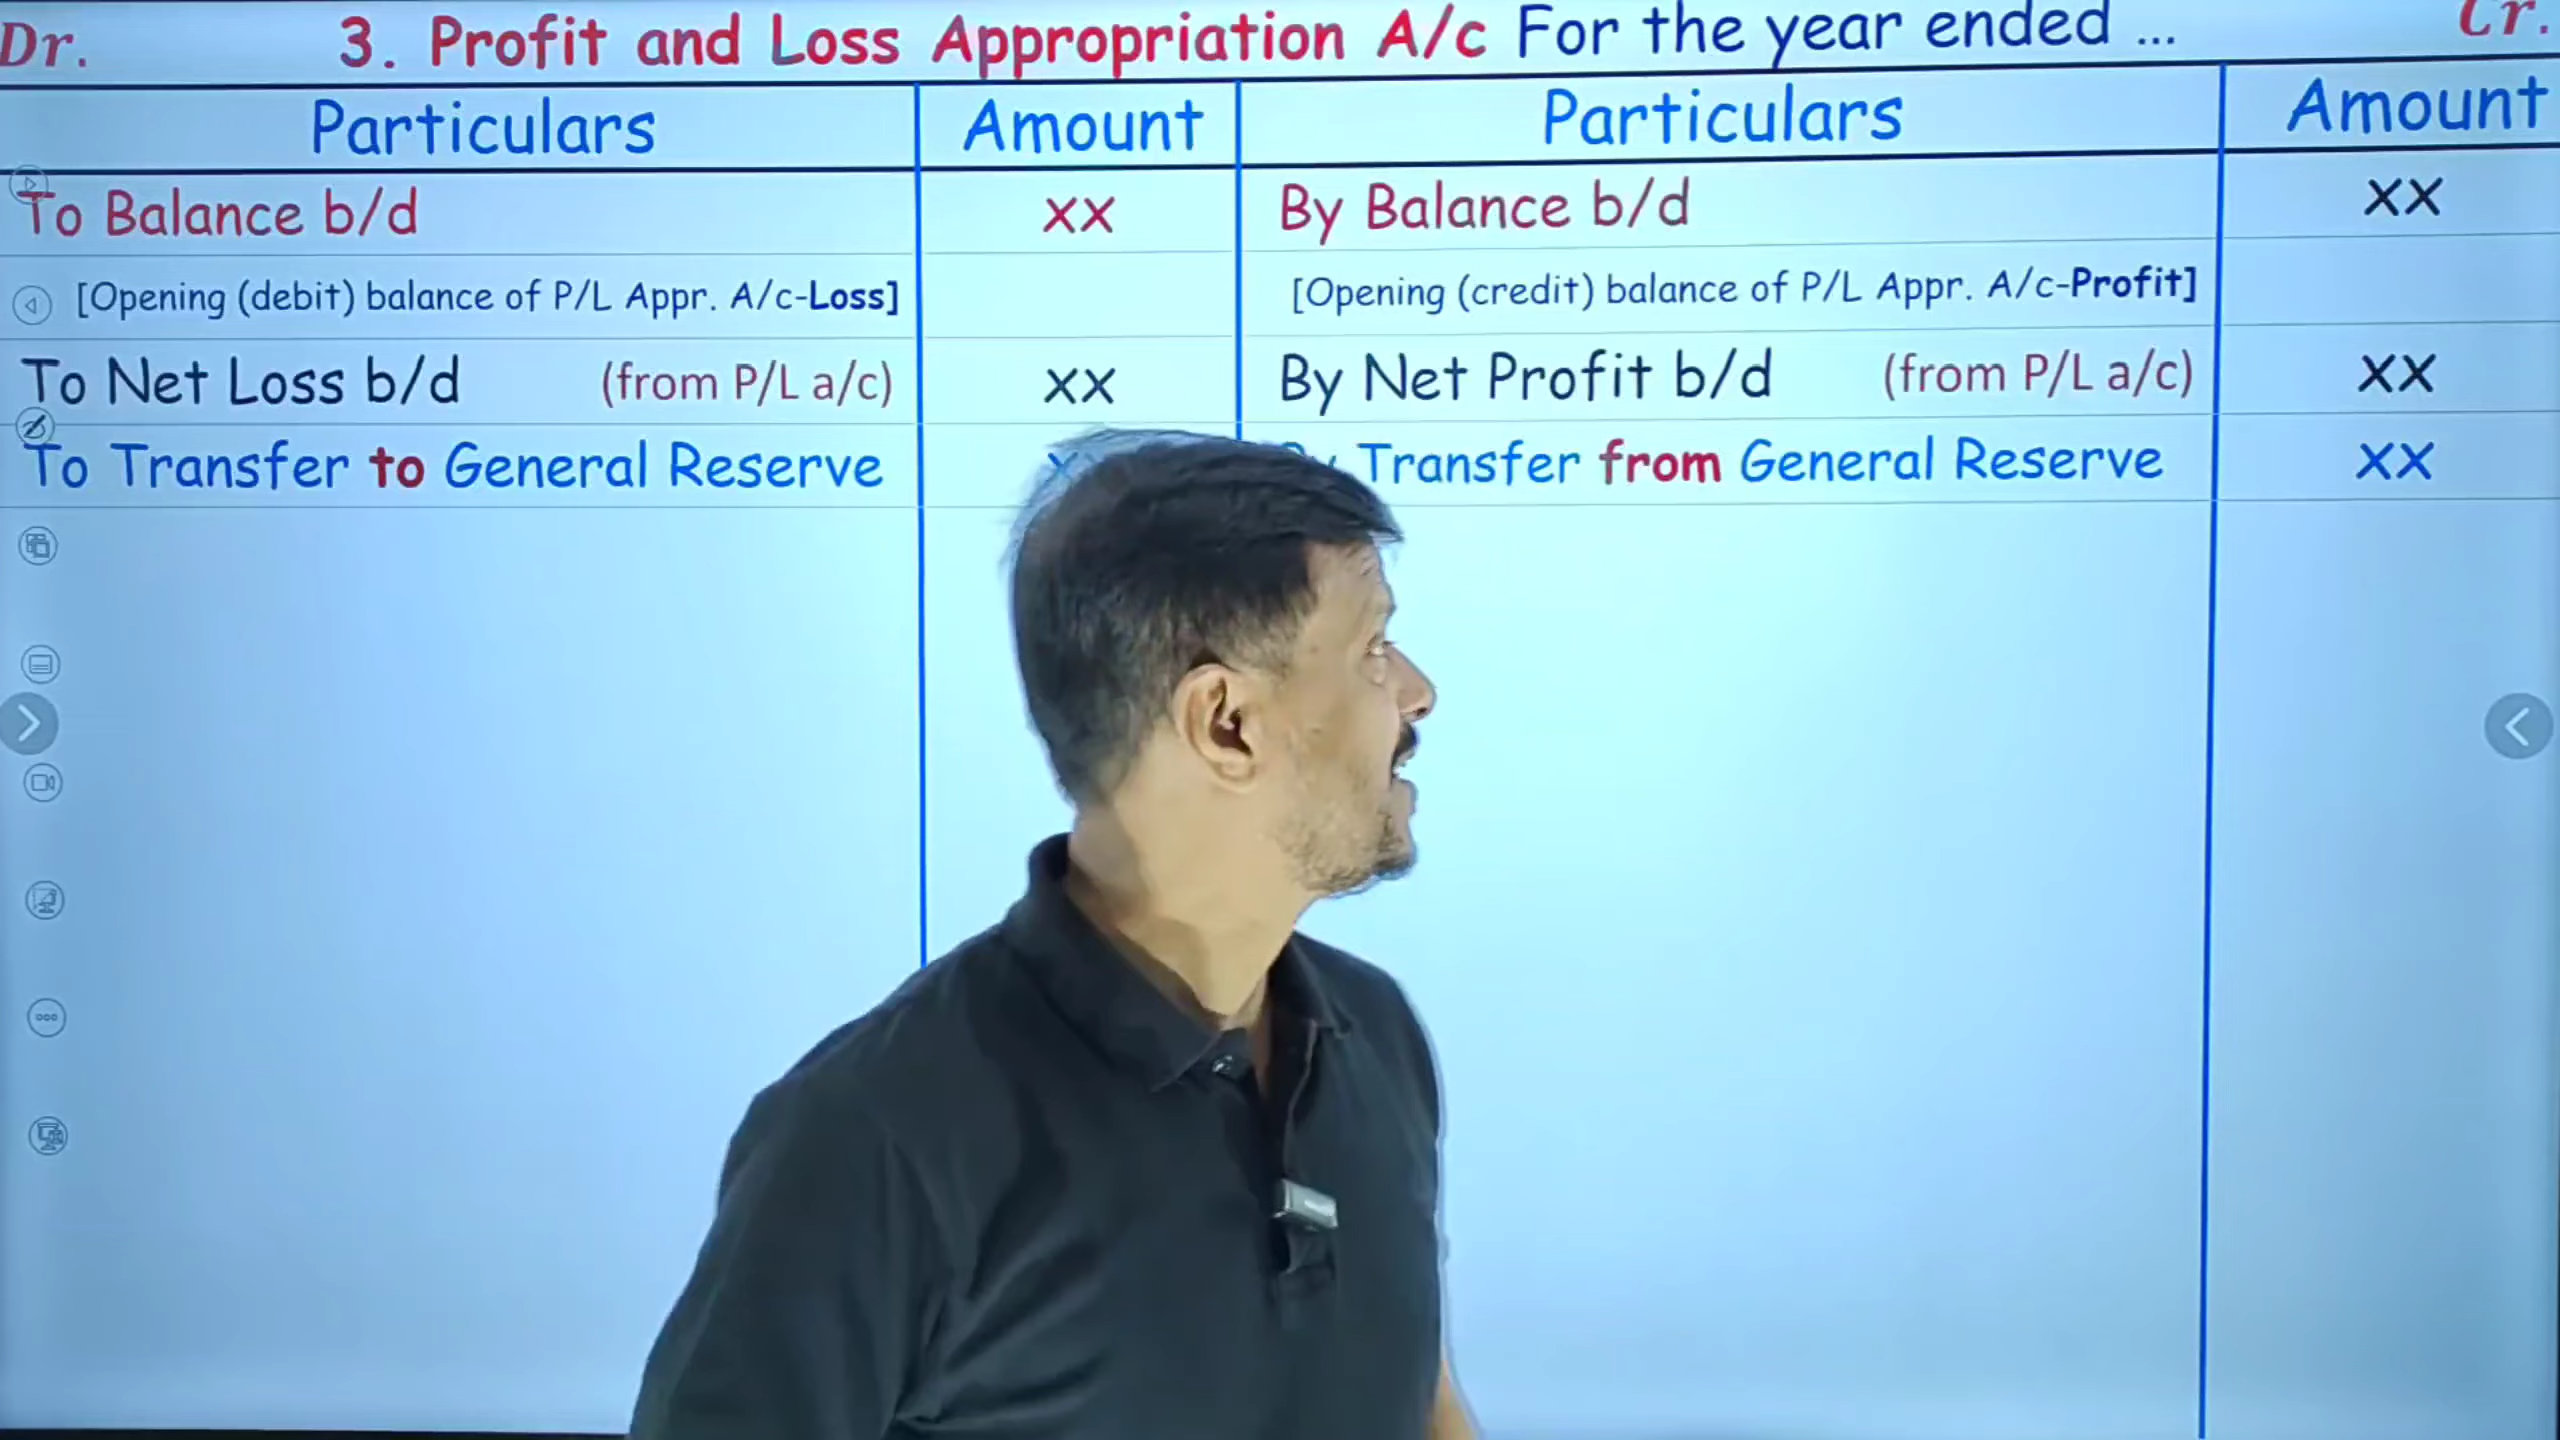 Dr. 3. Profit and Loss Appropriation A/c For the year ended ... Cr.
Particulars Amount Particulars Amount
To Balance b/d xx By Balance b/d xx
[Opening (debit) balance of P/L Appr. A/c-Loss] [Opening (credit) balance of P/L Appr. A/c-Profit]
To Net Loss b/d (from P/L a/c) xx By Net Profit b/d (from P/L a/c) xx
To Transfer to General Reserve Transfer from General Reserve xx